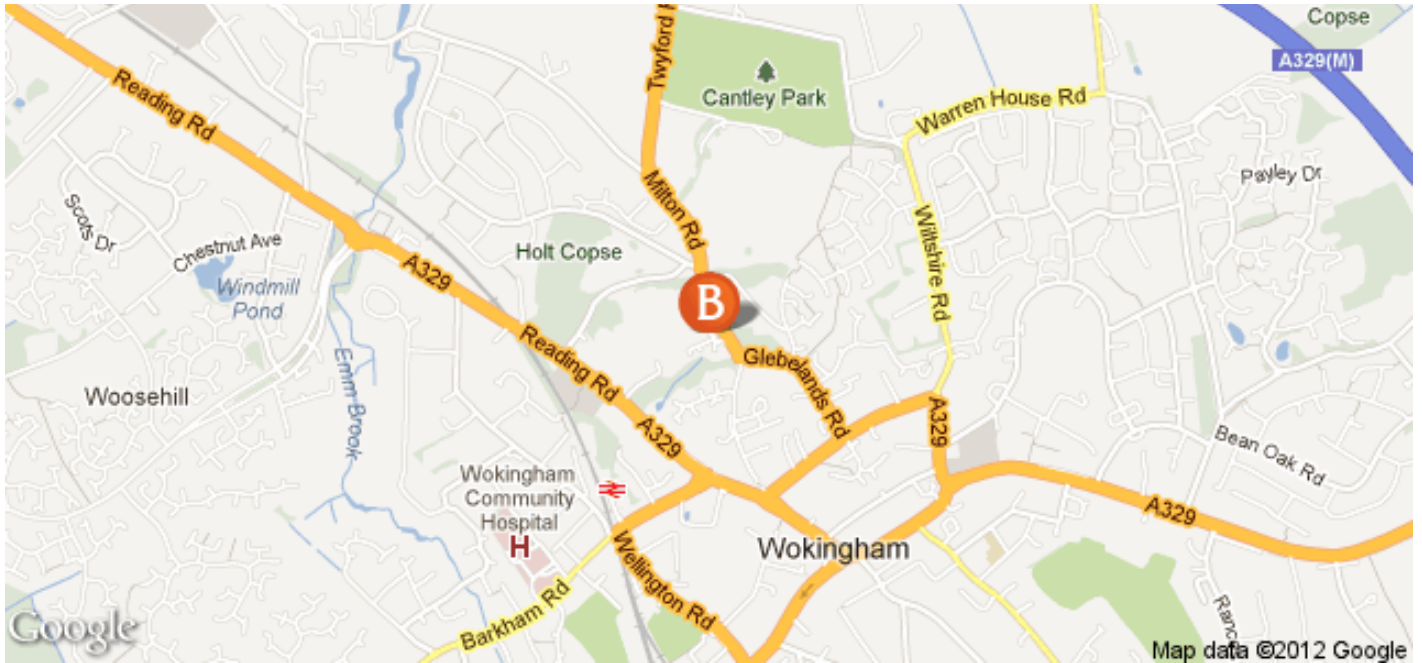 Copse
A329(M)
Twyford R
Reading Rd
Cantley Park
Warren House Rd
Payley Dr
Scots Dr
Chestnut Ave
Milton Rd
Wiltshire Rd
Holt Copse
A329
Windmill
Pond
B
Reading Rd
Glebelands Rd
Emm Brook
Woosehill
A329
A329
Bean Oak Rd
Wokingham
Community
Hospital
H
A329
Wokingham
Wellington Rd
Barkham Rd
Ranc
Google
Map data ©2012 Google